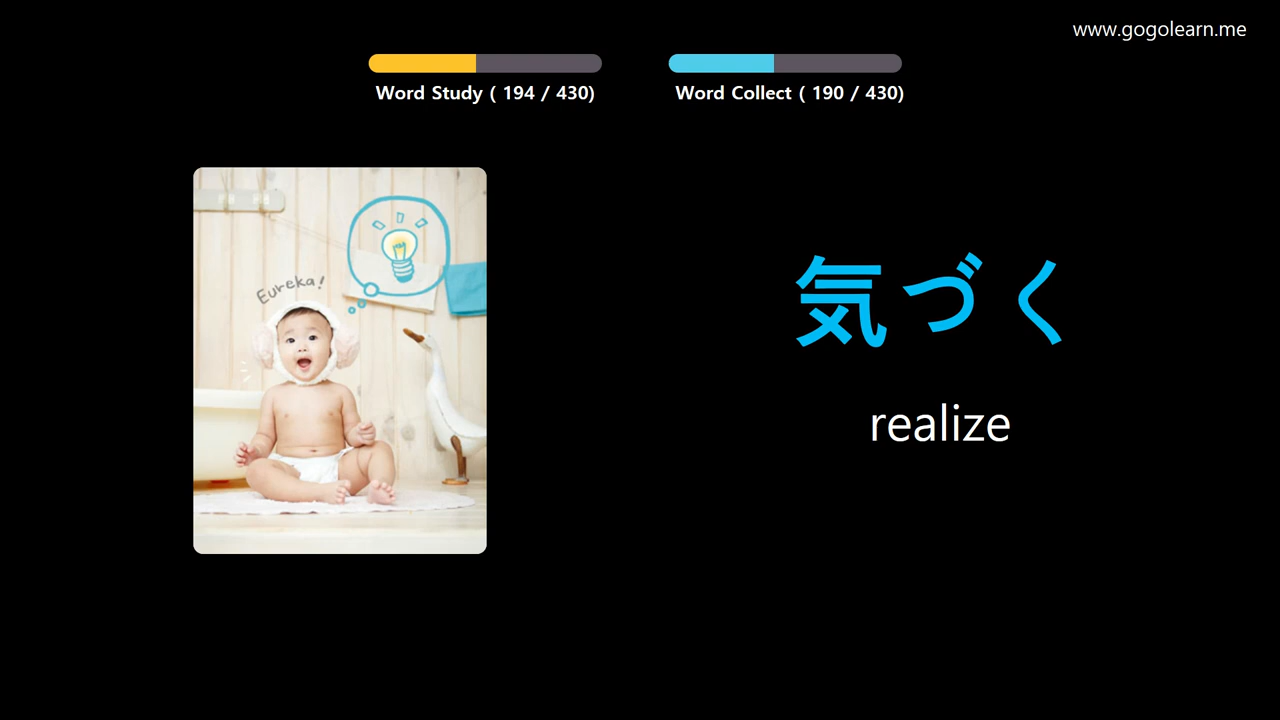 www.gogolearn.me
Word Study ( 194 / 430)
Word Collect ( 190 / 430)
Eureka!
気づく
realize